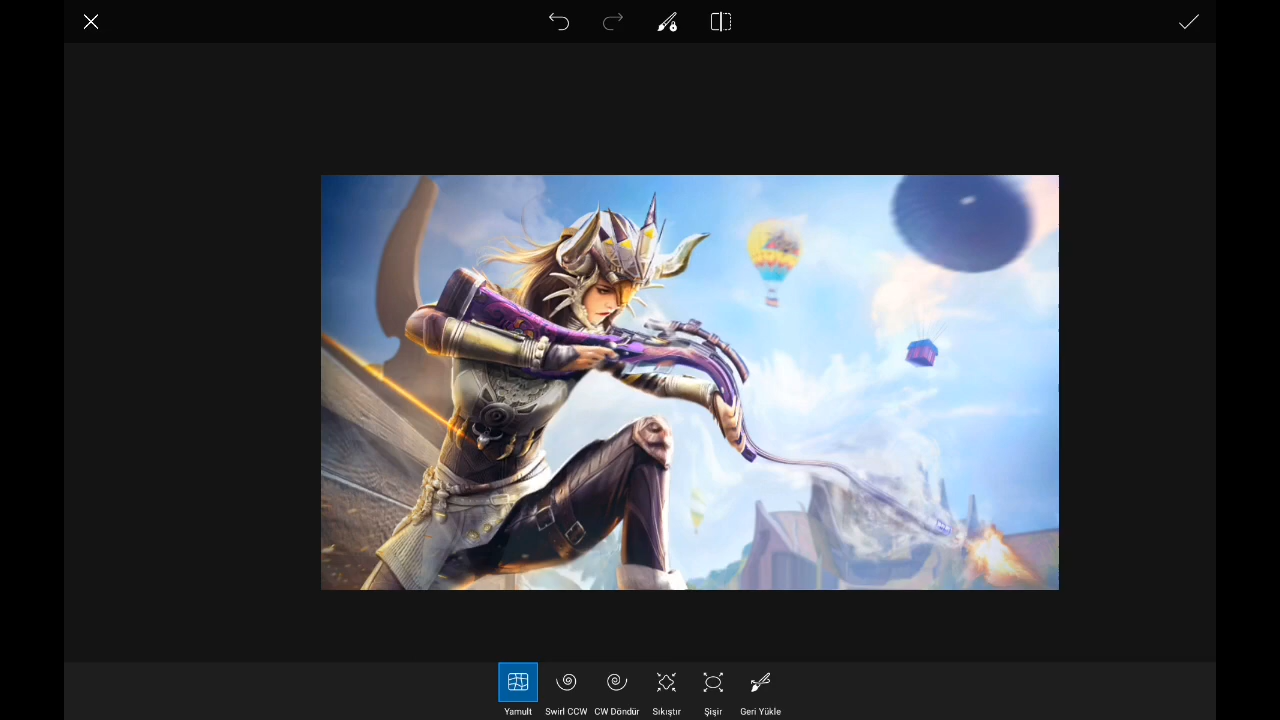 Yamult
Swirl CCW
CW Döndür
Sıkıştır
Şişir
Geri Yükle